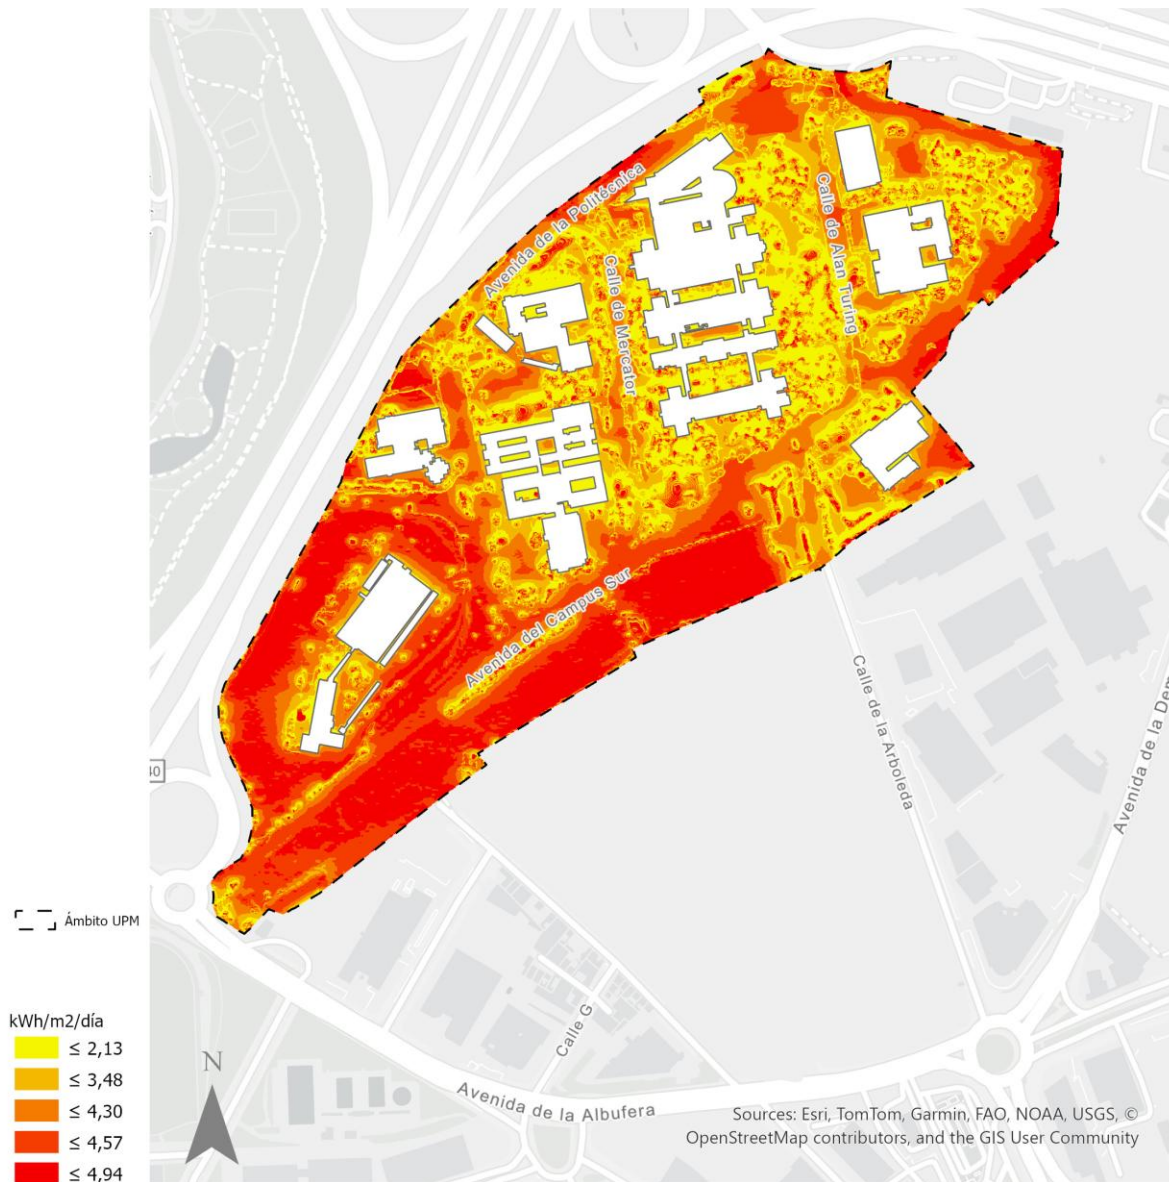 Avenida de la Politécnica
Calle de Alan Turing
Calle de Mercator
Avenida del Campus Sur
Calle de la Arboleda
Avenida de la Dem
40
Ámbito UPM
kWh/m2/día
≤ 2,13
≤ 3,48
≤ 4,30
≤ 4,57
≤ 4,94
N
Calle G
Avenida de la Albufera
Sources: Esri, TomTom, Garmin, FAO, NOAA, USGS, ©
OpenStreetMap contributors, and the GIS User Community